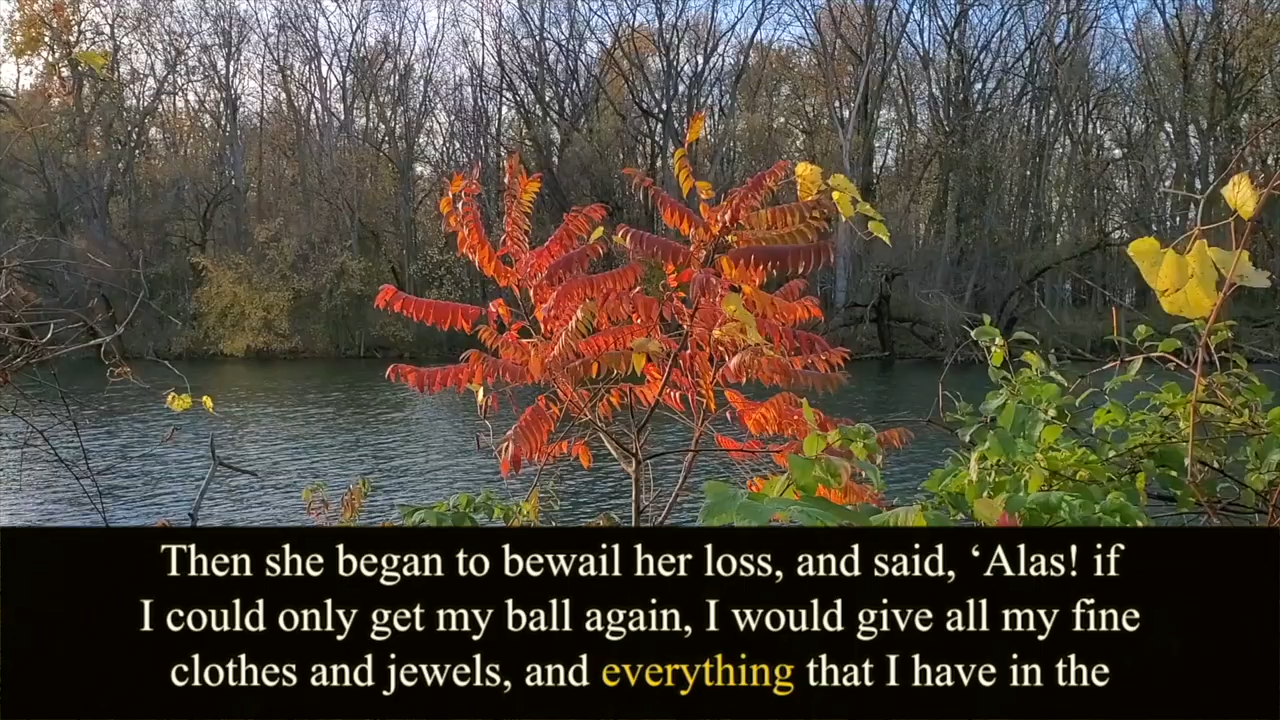 Then she began to bewail her loss, and said, ‘Alas! if
I could only get my ball again, I would give all my fine
clothes and jewels, and everything that I have in the